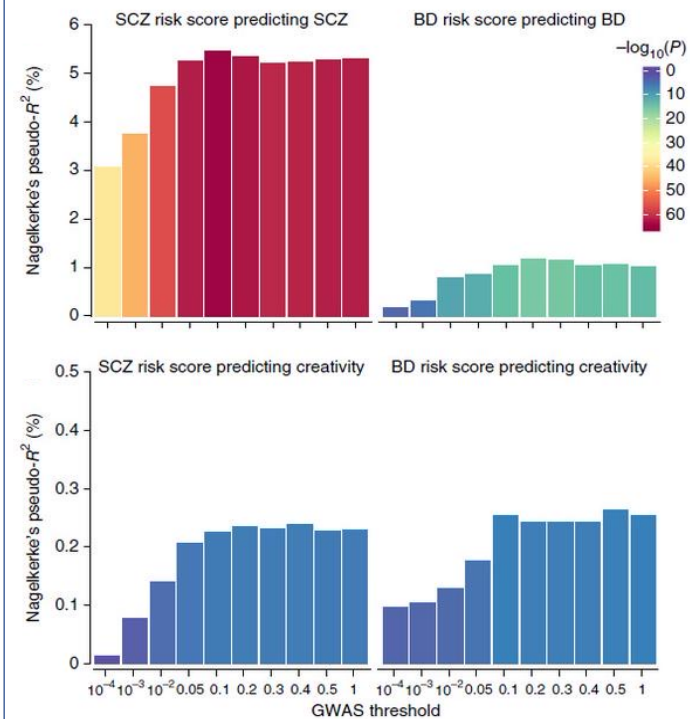 SCZ risk score predicting SCZ
BD risk score predicting BD
–log10(P)
0
10
20
30
40
50
60
Nagelkerke's pseudo-R2 (%)
6
5
4
3
2
1
0
SCZ risk score predicting creativity
BD risk score predicting creativity
Nagelkerke's pseudo-R2 (%)
0.5
0.4
0.3
0.2
0.1
0
10–4 10–3 10–2 0.05 0.1 0.2 0.3 0.4 0.5 1
10–4 10–3 10–2 0.05 0.1 0.2 0.3 0.4 0.5 1
GWAS threshold